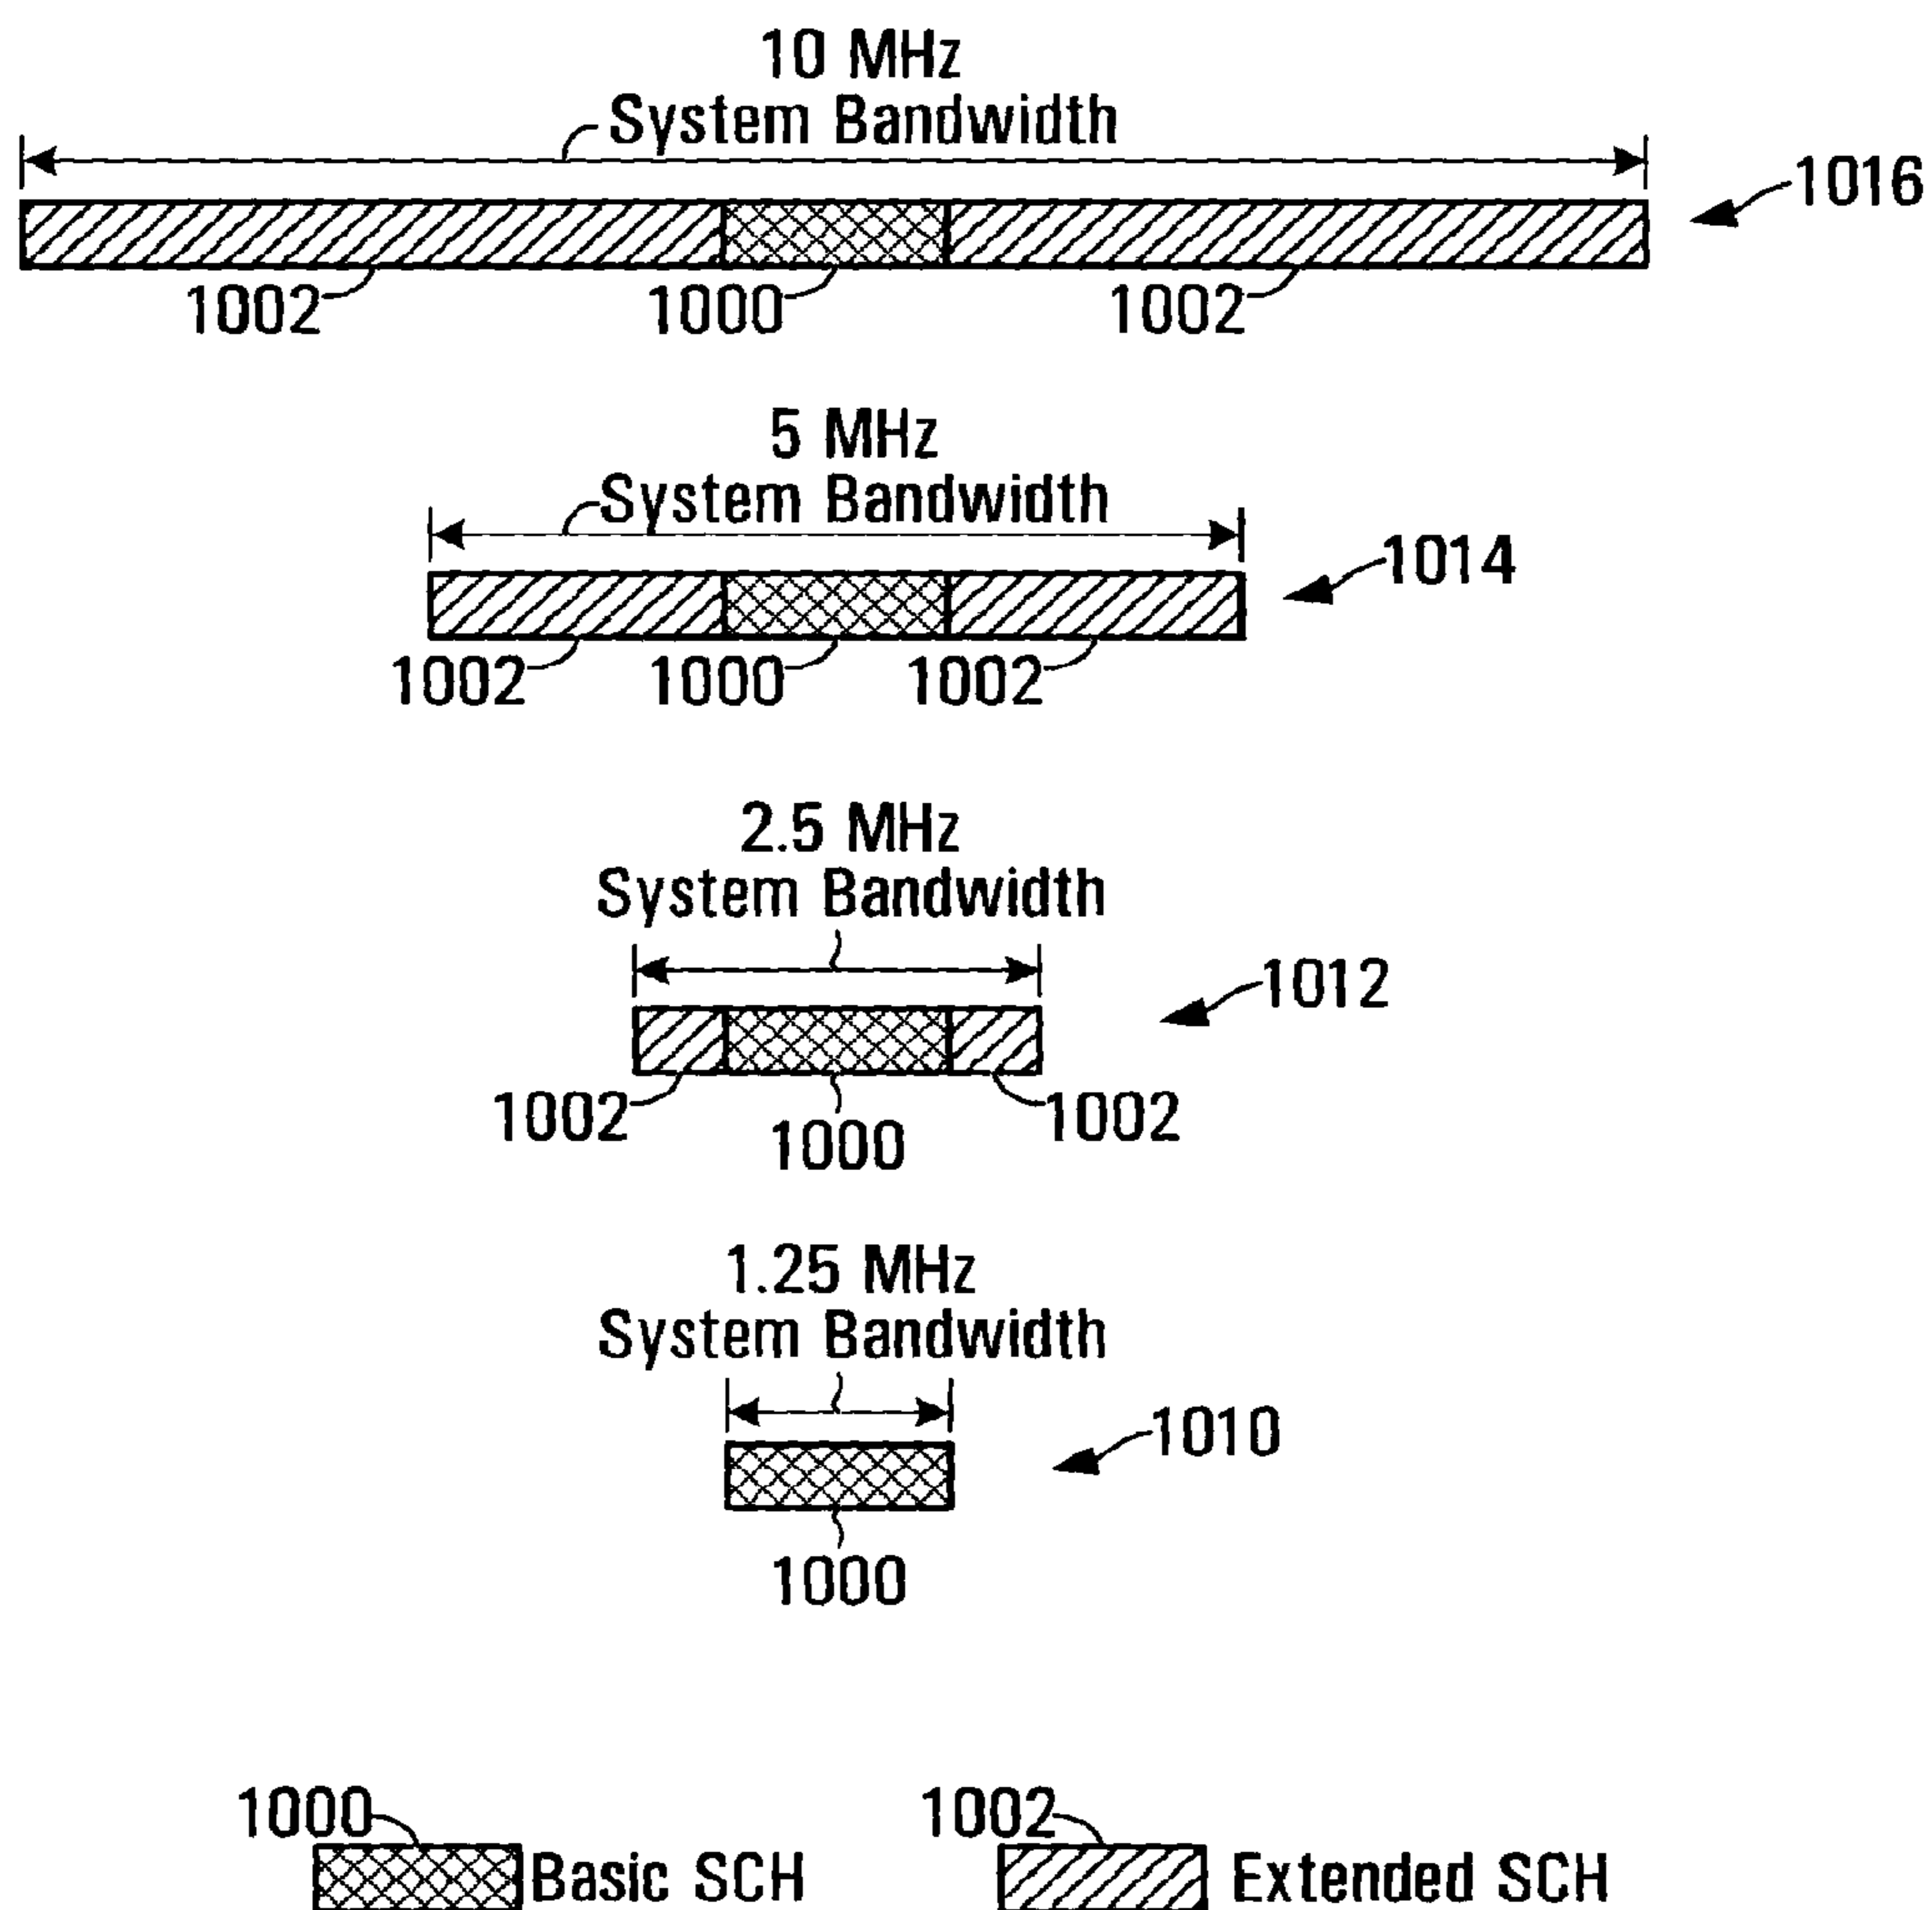 10 MHz
System Bandwidth
1016
1002 1000 1002
5 MHz
System Bandwidth
1014
1002 1000 1002
2.5 MHz
System Bandwidth
1012
1002 1000 1002
1.25 MHz
System Bandwidth
1010
1000
1000 1002
Basic SCH Extended SCH